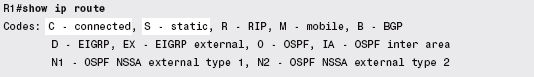 R1#show ip route
Codes: C - connected, S - static, R - RIP, M - mobile, B - BGP
D - EIGRP, EX - EIGRP external, O - OSPF, IA - OSPF inter area
N1 - OSPF NSSA external type 1, N2 - OSPF NSSA external type 2